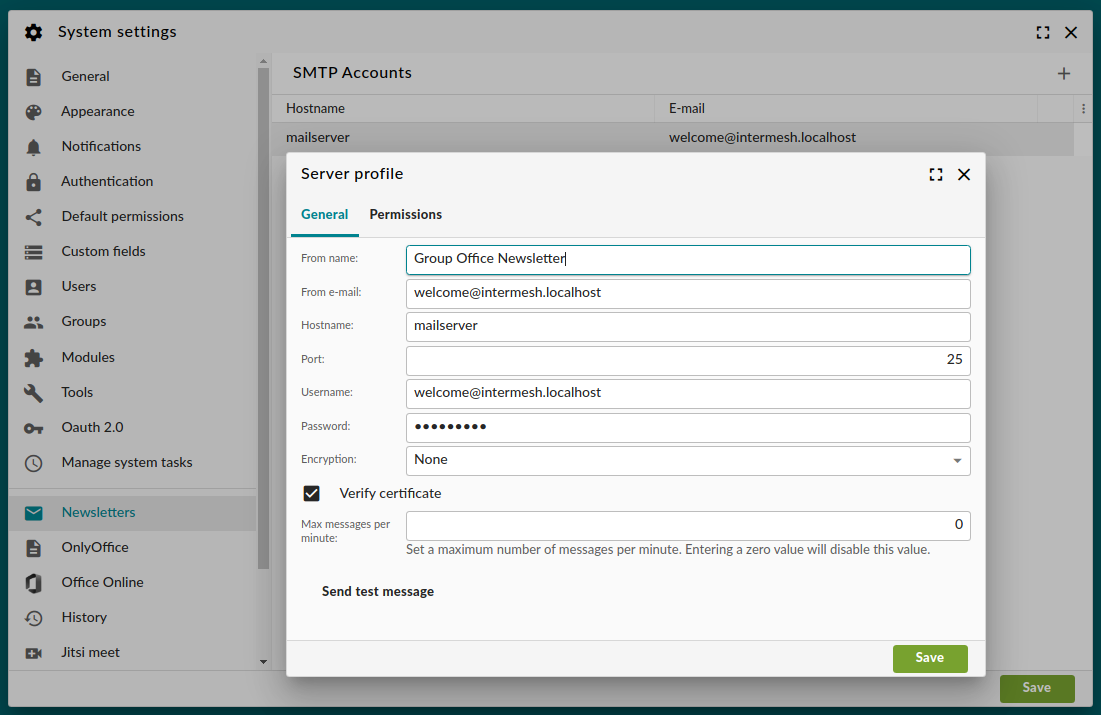 System settings
General
Appearance
Notifications
Authentication
Default permissions
Custom fields
Users
Groups
Modules
Tools
Oauth 2.0
Manage system tasks
Newsletters
OnlyOffice
Office Online
History
Jitsi meet
SMTP Accounts
Hostname E-mail
mailserver welcome@intermesh.localhost
Server profile
General Permissions
From name: Group Office Newsletter
From e-mail: welcome@intermesh.localhost
Hostname: mailserver
Port: 25
Username: welcome@intermesh.localhost
Password: •••••••••
Encryption: None
Verify certificate
Max messages per
minute: 0
Set a maximum number of messages per minute. Entering a zero value will disable this value.
Send test message
Save
Save